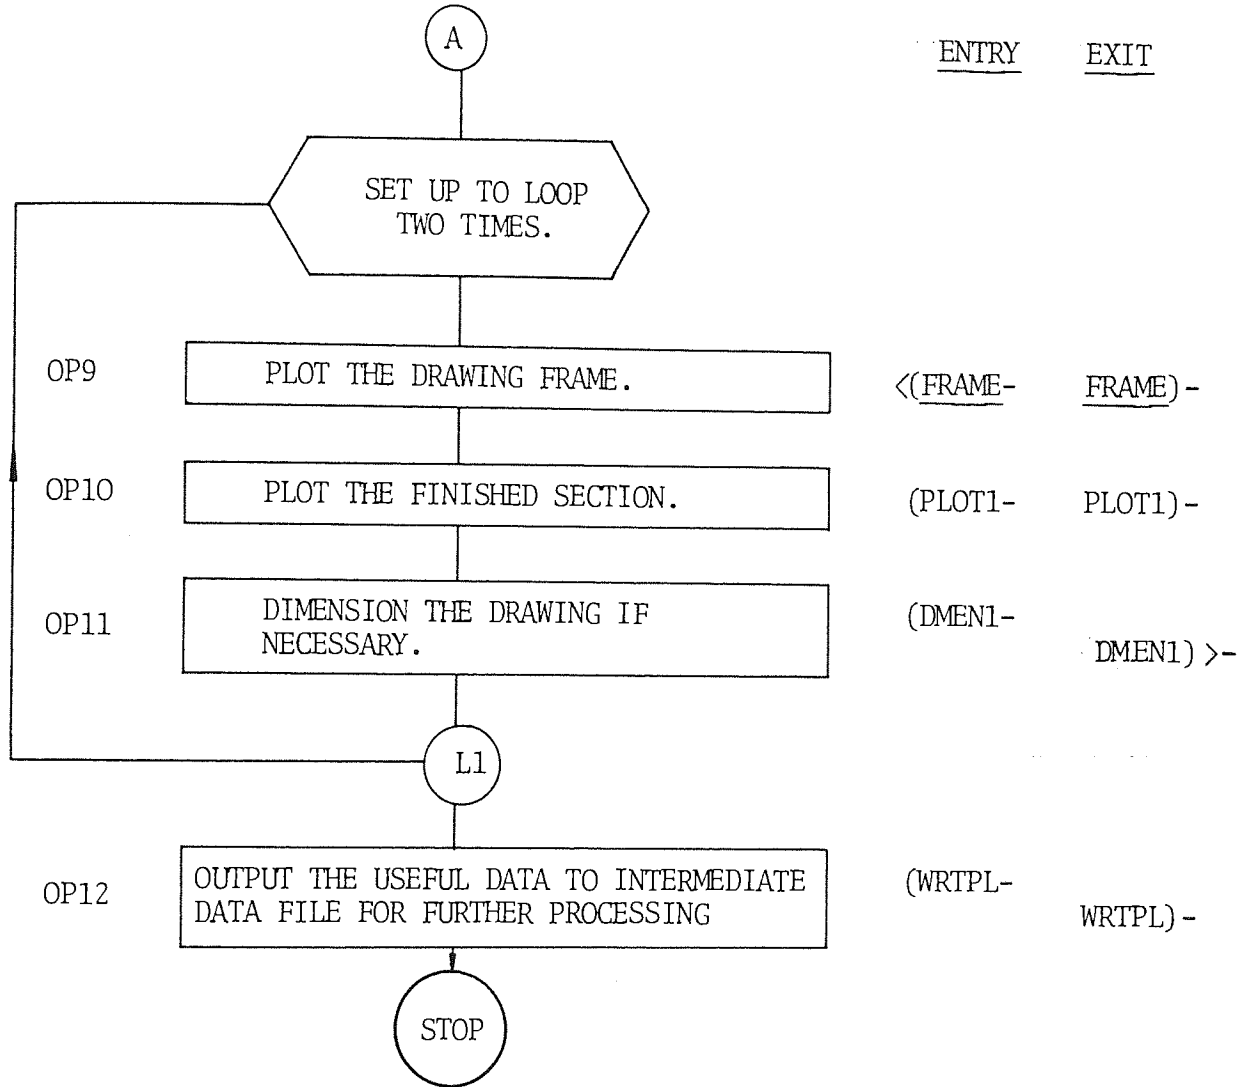 A
ENTRY EXIT
SET UP TO LOOP
TWO TIMES.
OP9 PLOT THE DRAWING FRAME. <(FRAME- FRAME)-
OP10 PLOT THE FINISHED SECTION. (PLOT1- PLOT1)-
OP11 DIMENSION THE DRAWING IF
NECESSARY. (DMEN1- DMEN1)>-
L1
OP12 OUTPUT THE USEFUL DATA TO INTERMEDIATE
DATA FILE FOR FURTHER PROCESSING (WRTPL- WRTPL)-
STOP